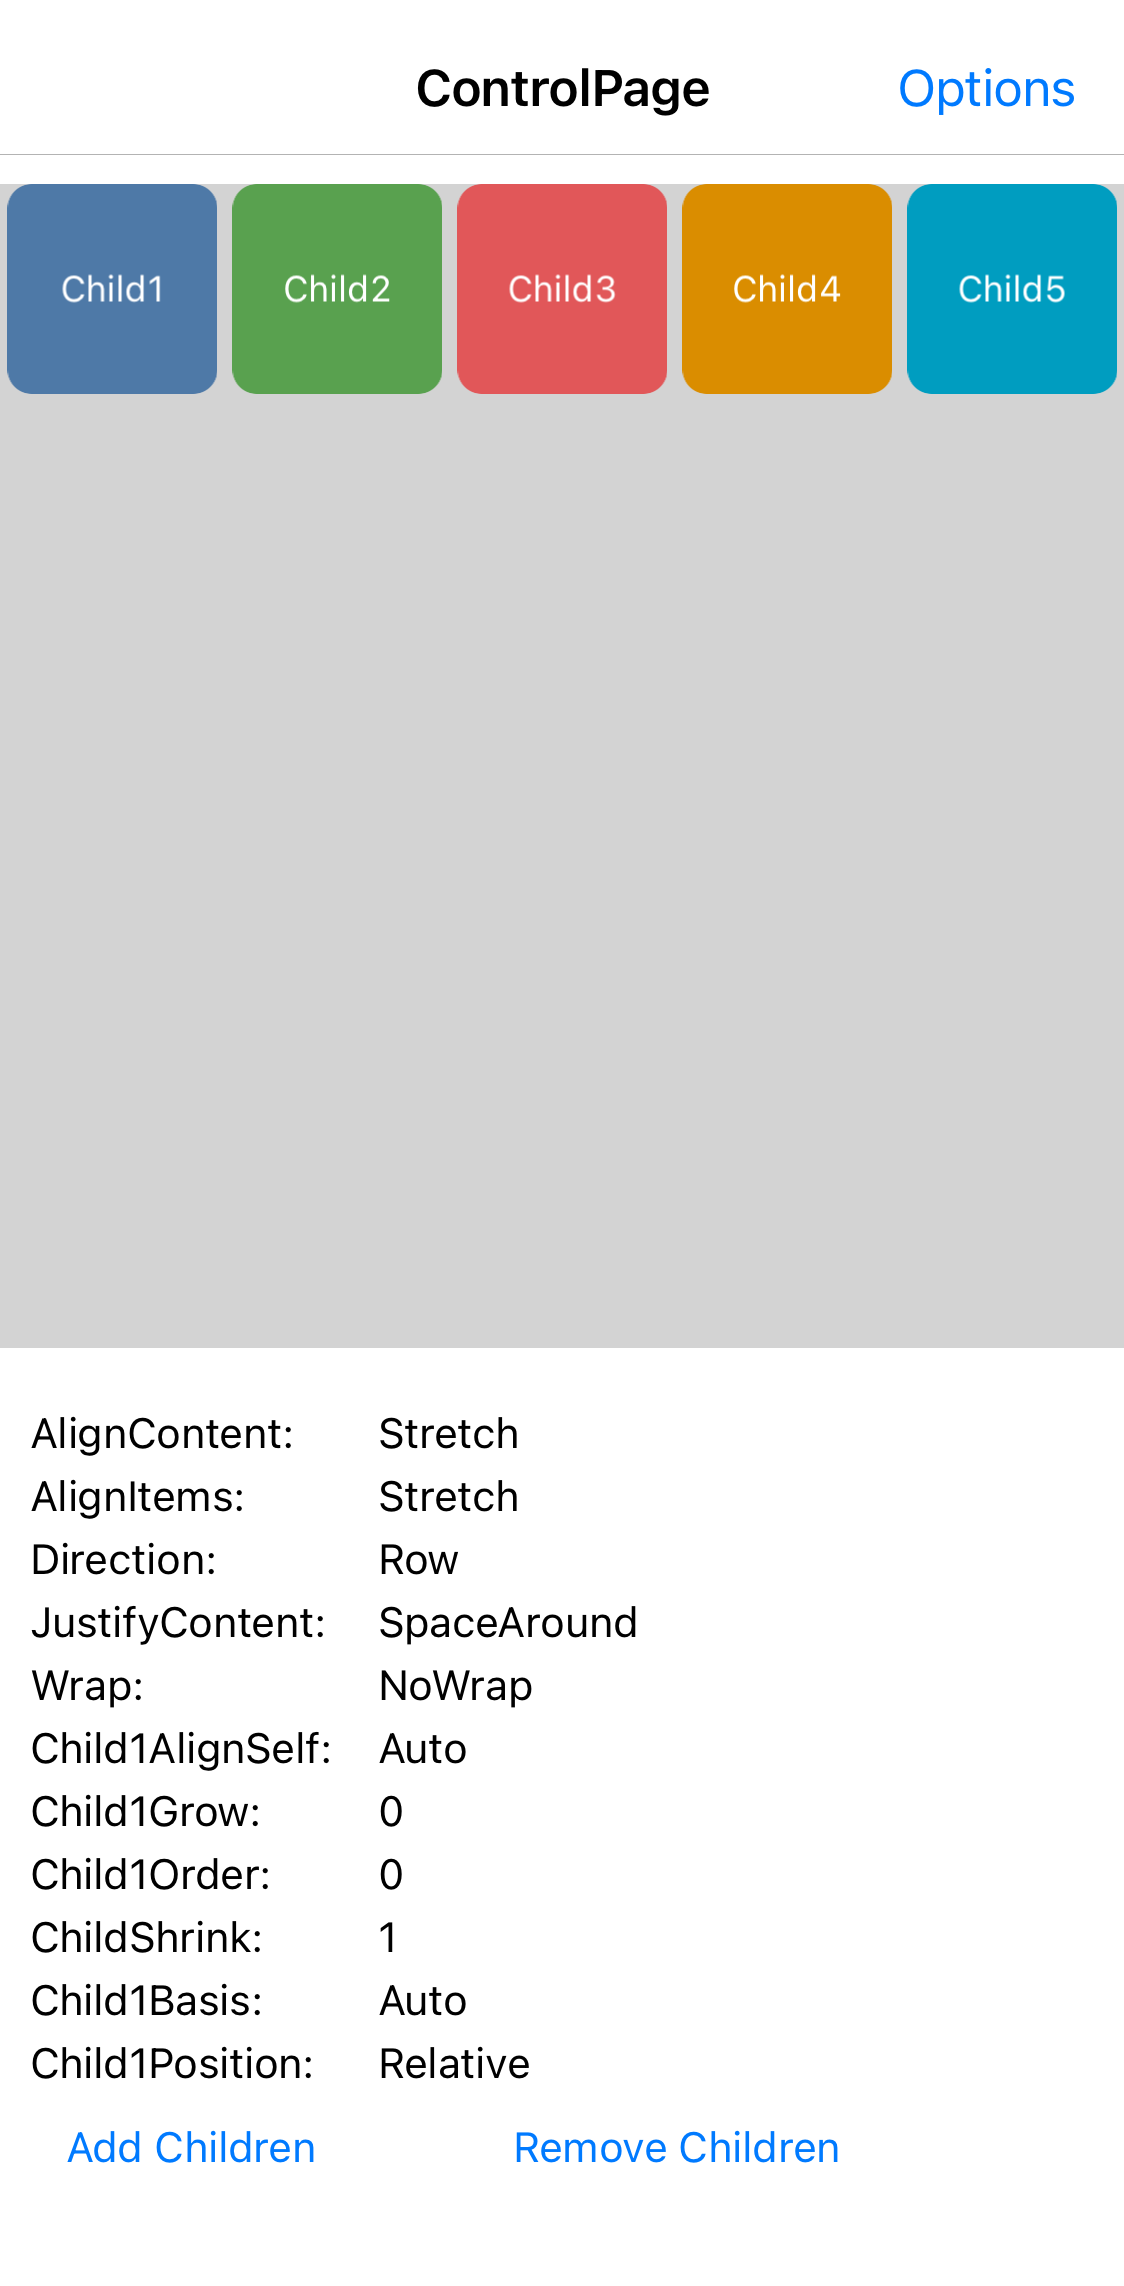 ControlPage Options
Child1 Child2 Child3 Child4 Child5
AlignContent: Stretch
AlignItems: Stretch
Direction: Row
JustifyContent: SpaceAround
Wrap: NoWrap
Child1AlignSelf: Auto
Child1Grow: 0
Child1Order: 0
ChildShrink: 1
Child1Basis: Auto
Child1Position: Relative
Add Children Remove Children